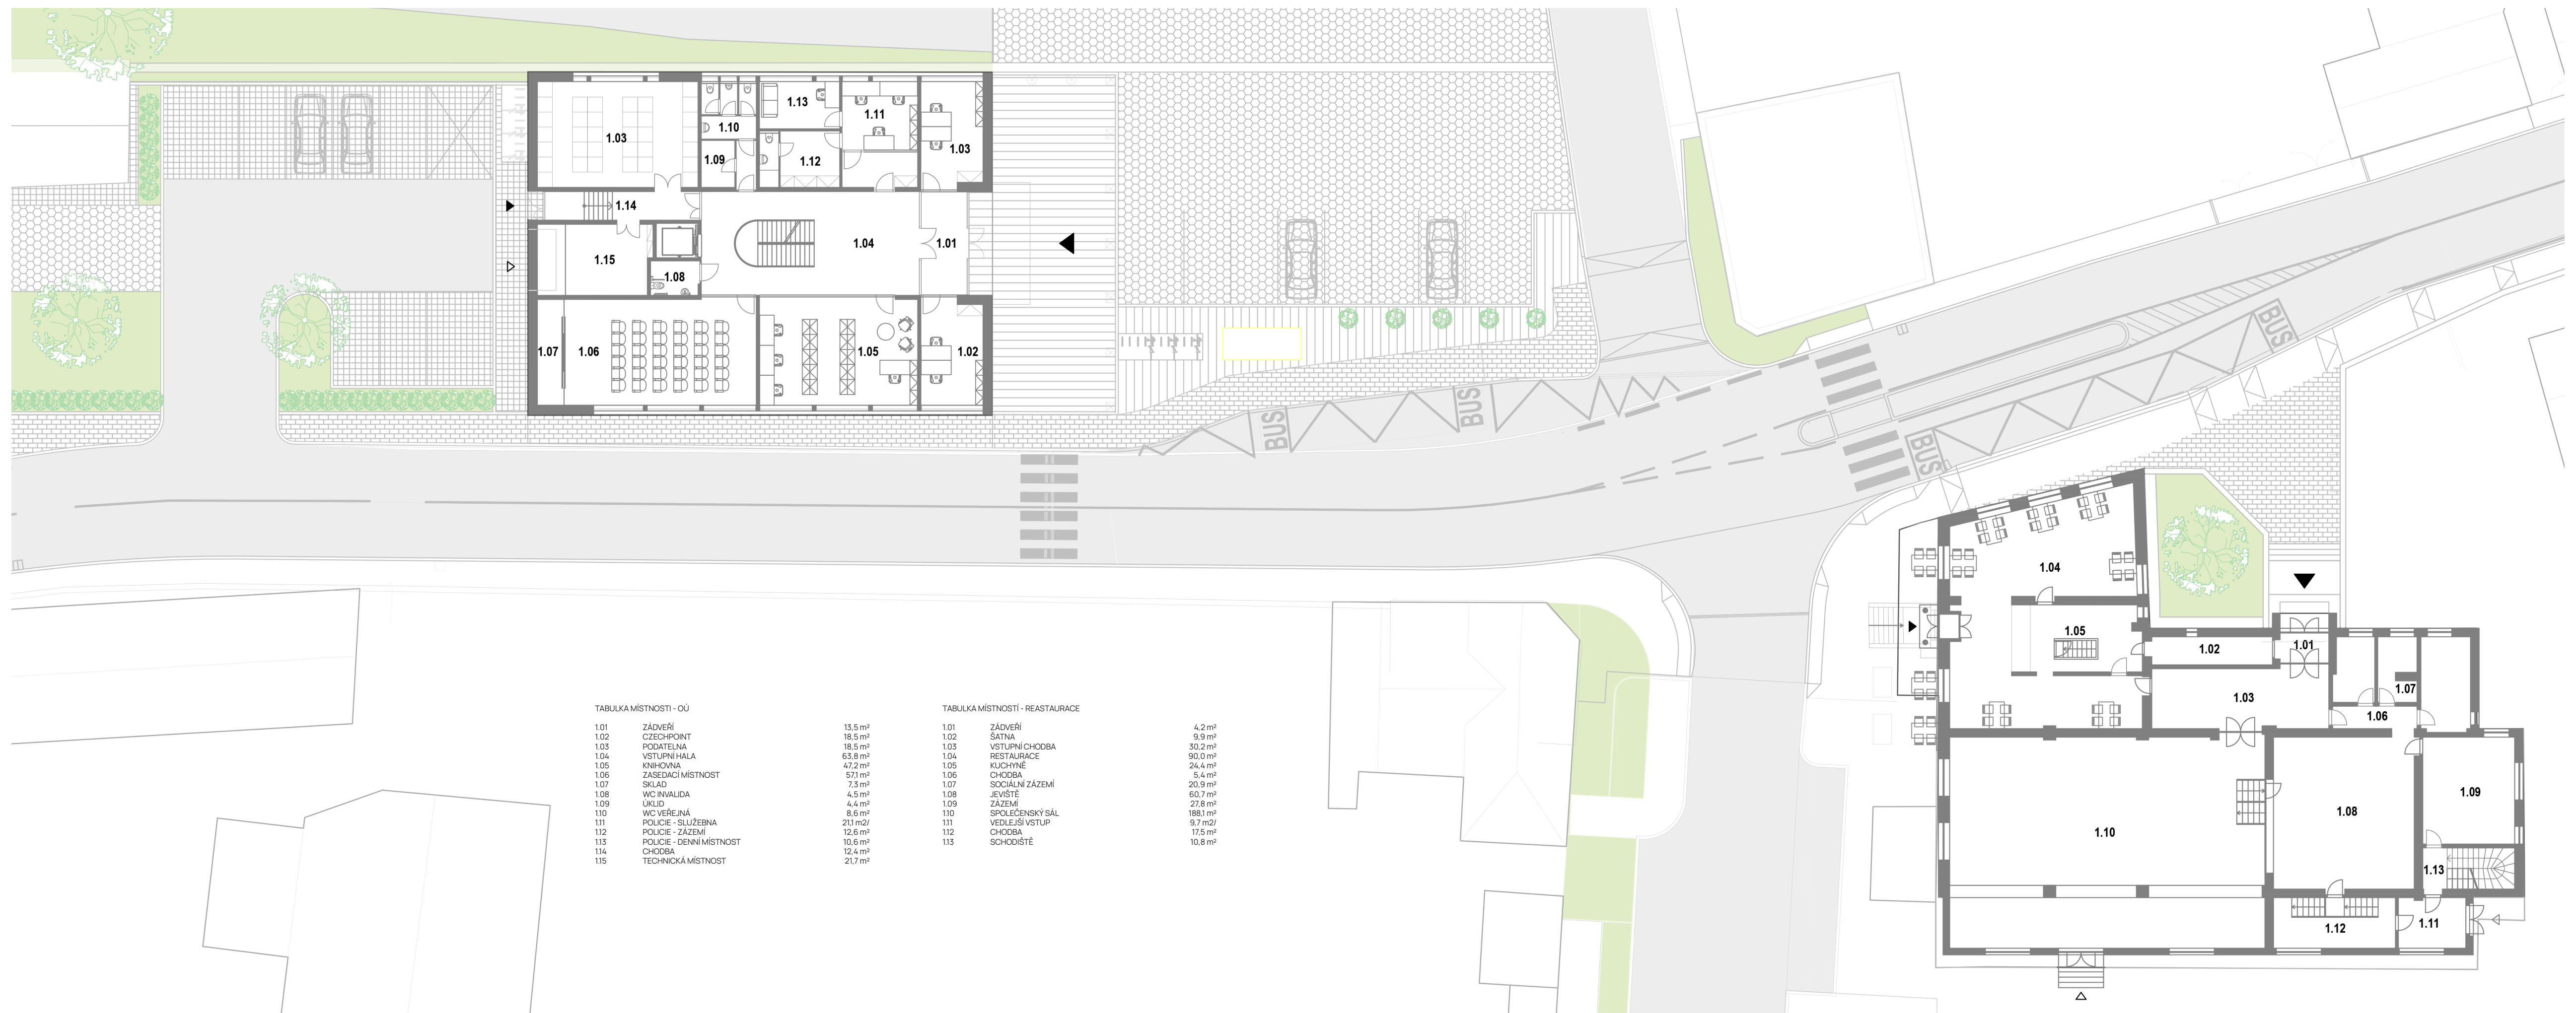 1.03
1.10
1.09
1.13
1.11
1.12
1.03
1.14
1.15
1.08
1.04
1.01
1.07
1.06
1.05
1.02
BUS
BUS
BUS
BUS
1.04
1.05
1.02
1.01
1.03
1.07
1.06
1.10
1.08
1.09
1.13
1.12
1.11
TABULKA MÍSTNOSTI - OÚ
1.01 ZÁDVEŘÍ 13,5 m²
1.02 CZECHPOINT 18,5 m²
1.03 PODATELNA 18,5 m²
1.04 VSTUPNÍ HALA 63,8 m²
1.05 KNIHOVNA 47,2 m²
1.06 ZASEDACÍ MÍSTNOST 57,1 m²
1.07 SKLAD 7,3 m²
1.08 WC INVALIDA 4,5 m²
1.09 ÚKLID 4,4 m²
1.10 WC VEŘEJNÁ 8,6 m²
1.11 POLICIE - SLUŽEBNA 21,1 m2/
1.12 POLICIE - ZÁZEMÍ 12,6 m²
1.13 POLICIE - DENNÍ MÍSTNOST 10,6 m²
1.14 CHODBA 12,4 m²
1.15 TECHNICKÁ MÍSTNOST 21,7 m²
TABULKA MÍSTNOSTÍ - REASTAURACE
1.01 ZÁDVEŘÍ 4,2 m²
1.02 ŠATNA 9,9 m²
1.03 VSTUPNÍ CHODBA 30,2 m²
1.04 RESTAURACE 90,0 m²
1.05 KUCHYNĚ 24,4 m²
1.06 CHODBA 5,4 m²
1.07 SOCIÁLNÍ ZÁZEMÍ 20,9 m²
1.08 JEVIŠTĚ 60,7 m²
1.09 ZÁZEMÍ 27,8 m²
1.10 SPOLEČENSKÝ SÁL 188,1 m²
1.11 VEDLEJŠÍ VSTUP 9,7 m2/
1.12 CHODBA 17,5 m²
1.13 SCHODIŠTĚ 10,8 m²